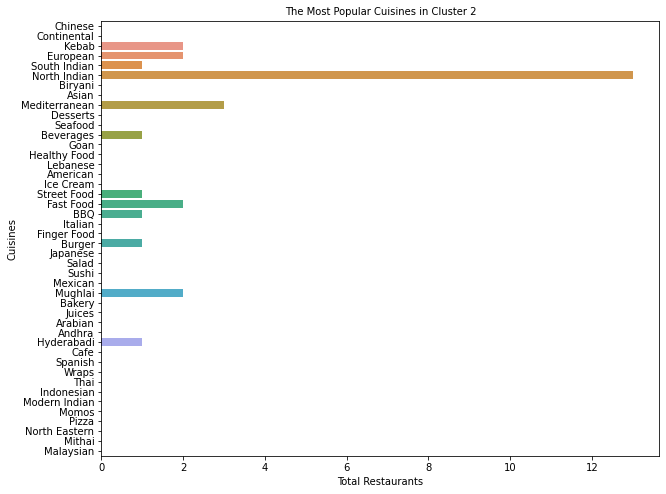 The Most Popular Cuisines in Cluster 2
Cuisines
Chinese
Continental
Kebab
European
South Indian
North Indian
Biryani
Asian
Mediterranean
Desserts
Seafood
Beverages
Goan
Healthy Food
Lebanese
American
Ice Cream
Street Food
Fast Food
BBQ
Italian
Finger Food
Burger
Japanese
Salad
Sushi
Mexican
Mughlai
Bakery
Juices
Arabian
Andhra
Hyderabadi
Cafe
Spanish
Wraps
Thai
Indonesian
Modern Indian
Momos
Pizza
North Eastern
Mithai
Malaysian
0 2 4 6 8 10 12
Total Restaurants